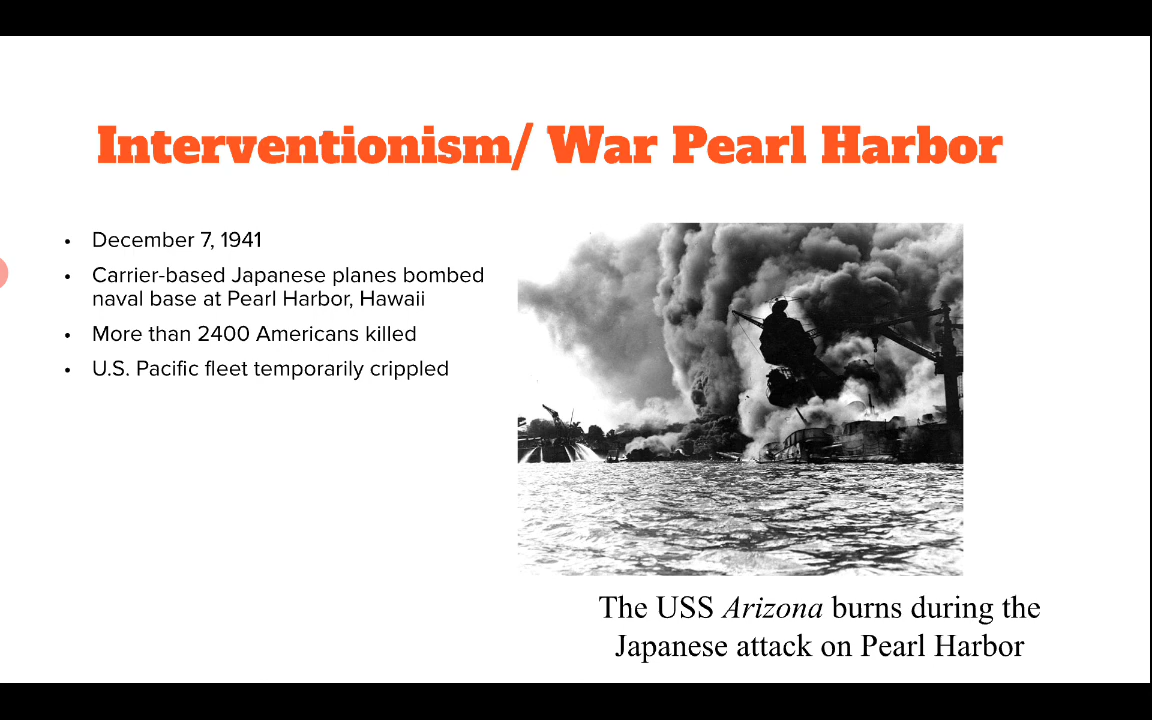 Interventionism/ War Pearl Harbor
• December 7, 1941
• Carrier-based Japanese planes bombed
naval base at Pearl Harbor, Hawaii
• More than 2400 Americans killed
• U.S. Pacific fleet temporarily crippled
The USS Arizona burns during the
Japanese attack on Pearl Harbor